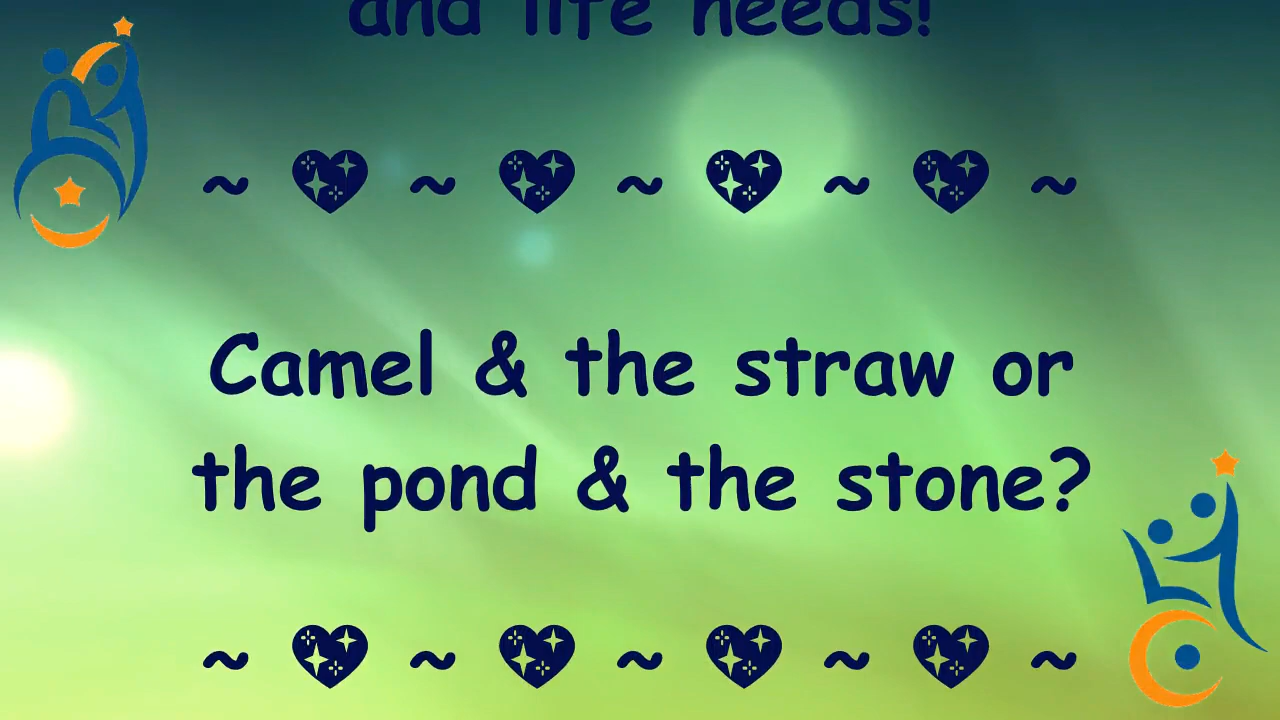 and life needs!
~ 💖 ~ 💖 ~ 💖 ~ 💖 ~
Camel & the straw or
the pond & the stone?
~ 💖 ~ 💖 ~ 💖 ~ 💖 ~